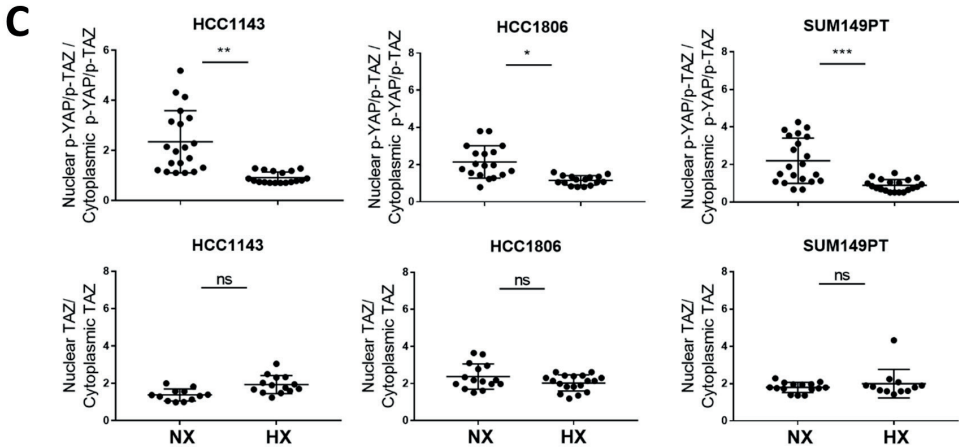 C
HCC1143
HCC1806
SUM149PT
Nuclear p-YAP/p-TAZ /
Cytoplasmic p-YAP/p-TAZ
6
4
2
0
**
Nuclear p-YAP/p-TAZ /
Cytoplasmic p-YAP/p-TAZ
8
6
4
2
0
*
Nuclear p-YAP/p-TAZ /
Cytoplasmic p-YAP/p-TAZ
8
6
4
2
0
***
HCC1143
HCC1806
SUM149PT
Nuclear TAZ/
Cytoplasmic TAZ
8
6
4
2
0
ns
NX
HX
Nuclear TAZ/
Cytoplasmic TAZ
8
6
4
2
0
ns
NX
HX
Nuclear TAZ/
Cytoplasmic TAZ
8
6
4
2
0
ns
NX
HX